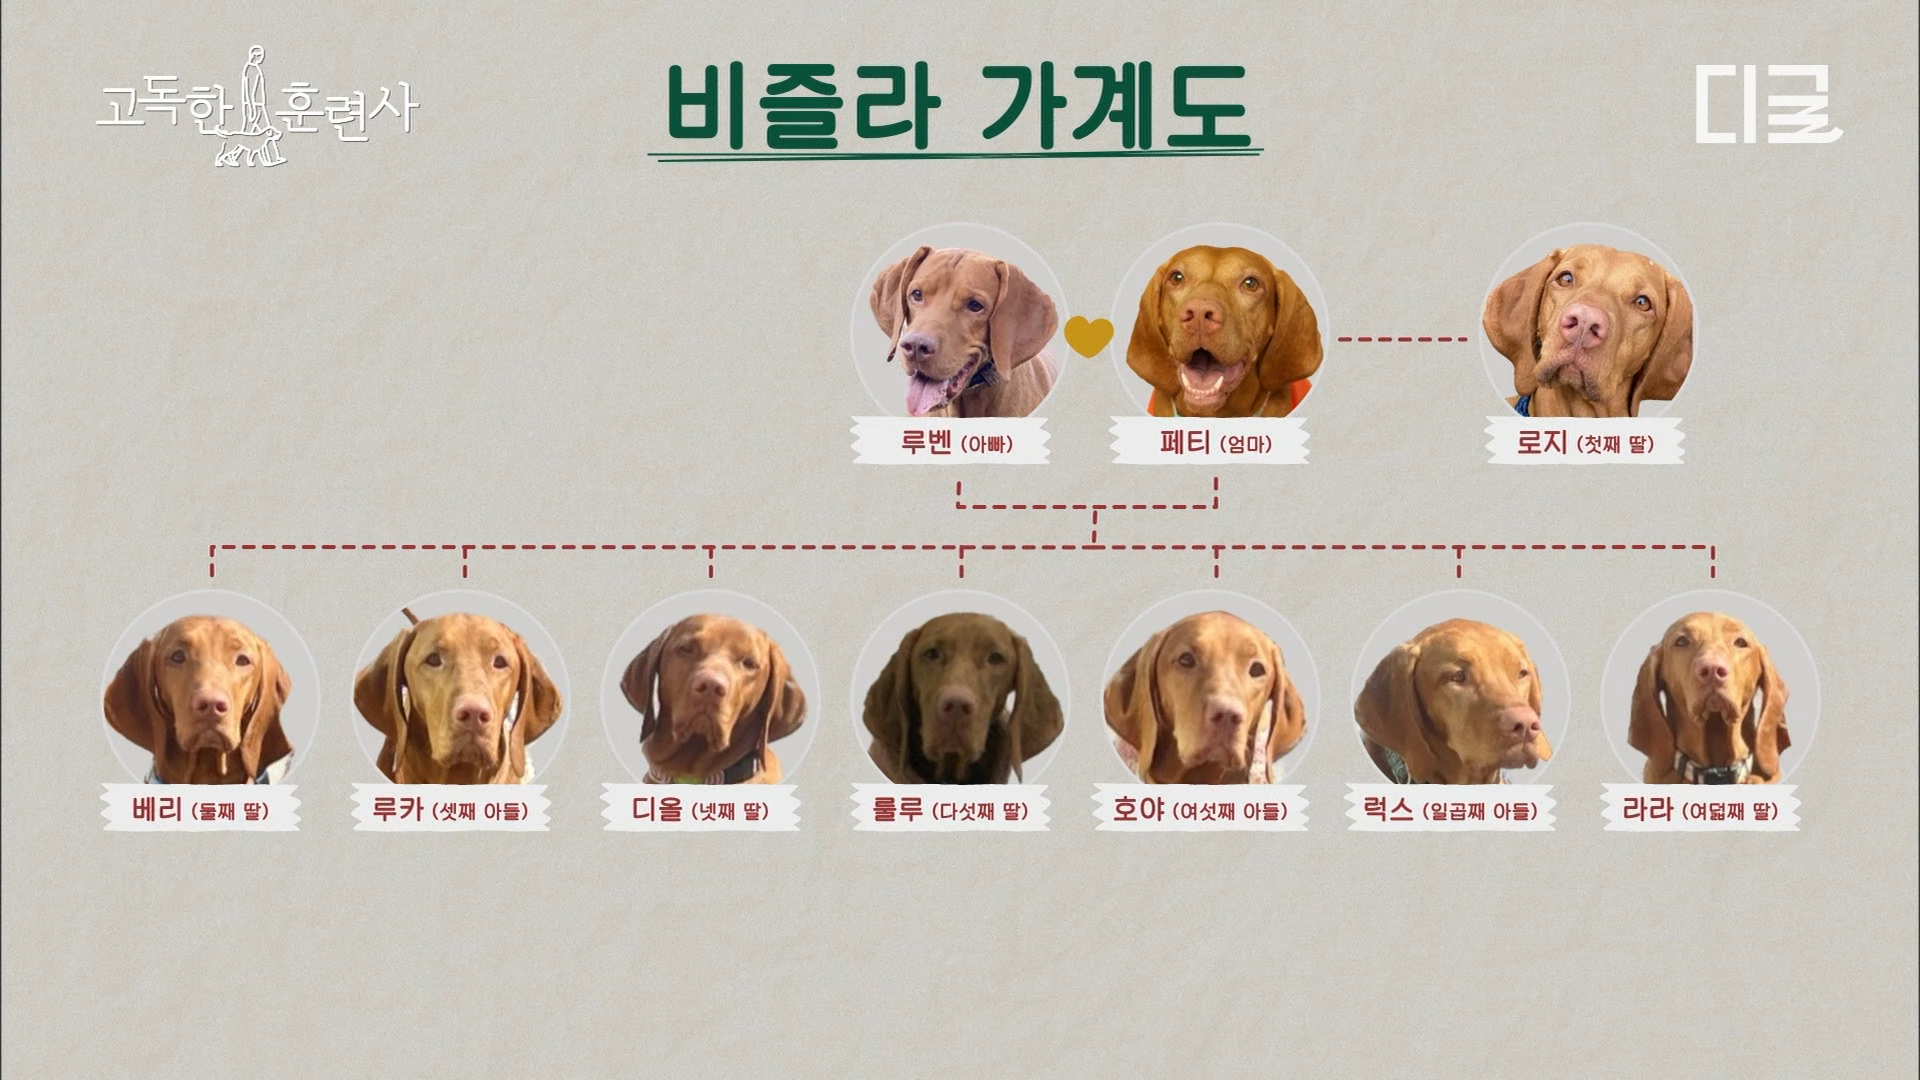 고독한 훈련사
비즐라 가계도
디글
루벤 (아빠)
페티 (엄마)
로지 (첫째 딸)
베리 (둘째 딸)
루카 (셋째 아들)
디올 (넷째 딸)
룰루 (다섯째 딸)
호야 (여섯째 아들)
럭스 (일곱째 아들)
라라 (여덟째 딸)